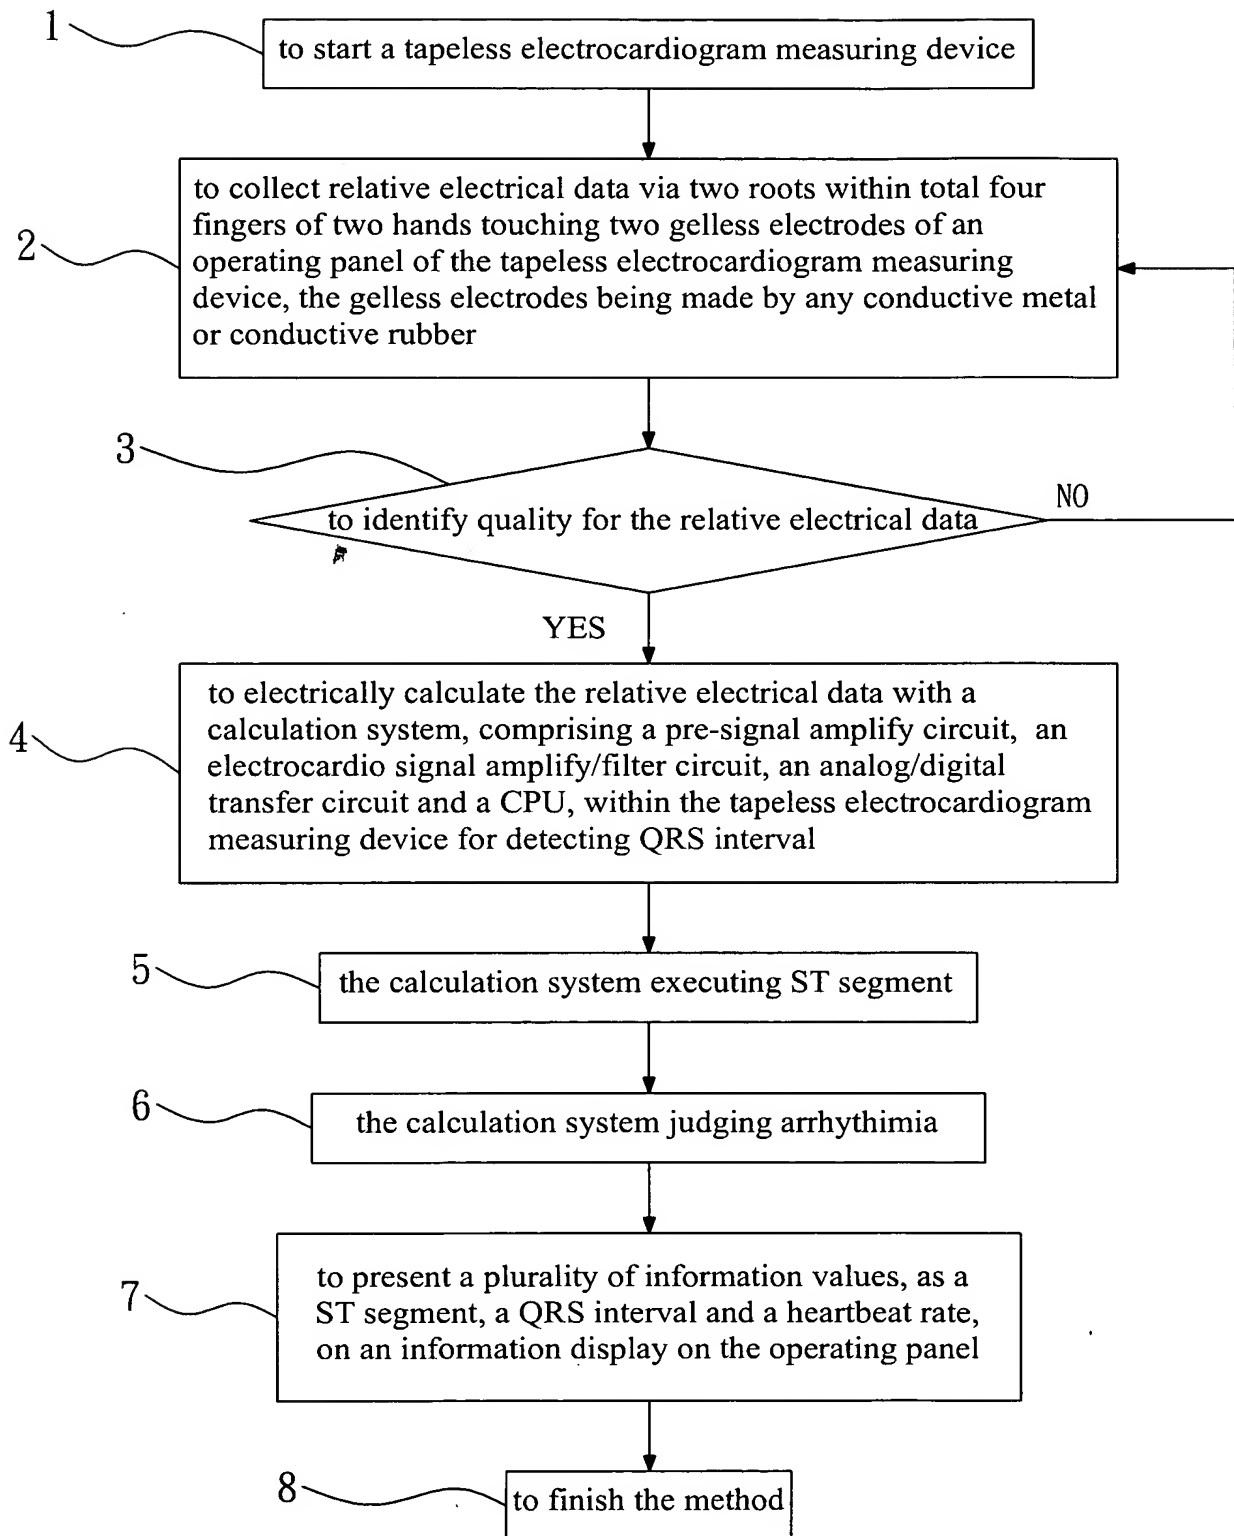 1
to start a tapeless electrocardiogram measuring device
2
to collect relative electrical data via two roots within total four
fingers of two hands touching two gelless electrodes of an
operating panel of the tapeless electrocardiogram measuring
device, the gelless electrodes being made by any conductive metal
or conductive rubber
3
to identify quality for the relative electrical data
NO
YES
4
to electrically calculate the relative electrical data with a
calculation system, comprising a pre-signal amplify circuit, an
electrocardio signal amplify/filter circuit, an analog/digital
transfer circuit and a CPU, within the tapeless electrocardiogram
measuring device for detecting QRS interval
5
the calculation system executing ST segment
6
the calculation system judging arrhythimia
7
to present a plurality of information values, as a
ST segment, a QRS interval and a heartbeat rate,
on an information display on the operating panel
8
to finish the method